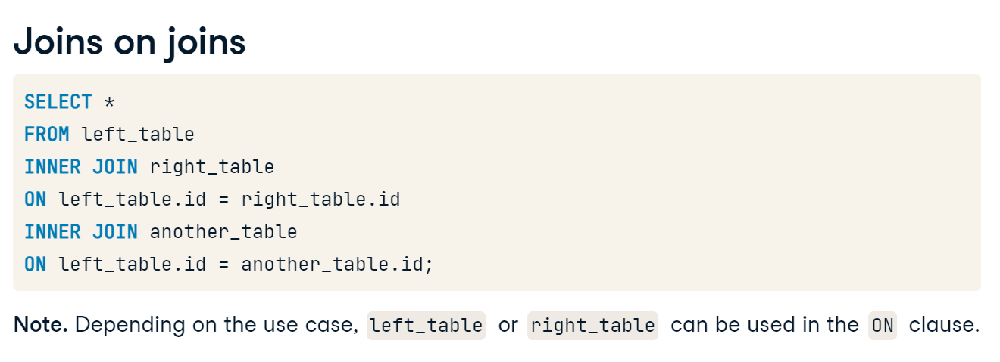 Joins on joins
SELECT *
FROM left_table
INNER JOIN right_table
ON left_table.id = right_table.id
INNER JOIN another_table
ON left_table.id = another_table.id;
Note. Depending on the use case, left_table or right_table can be used in the ON clause.